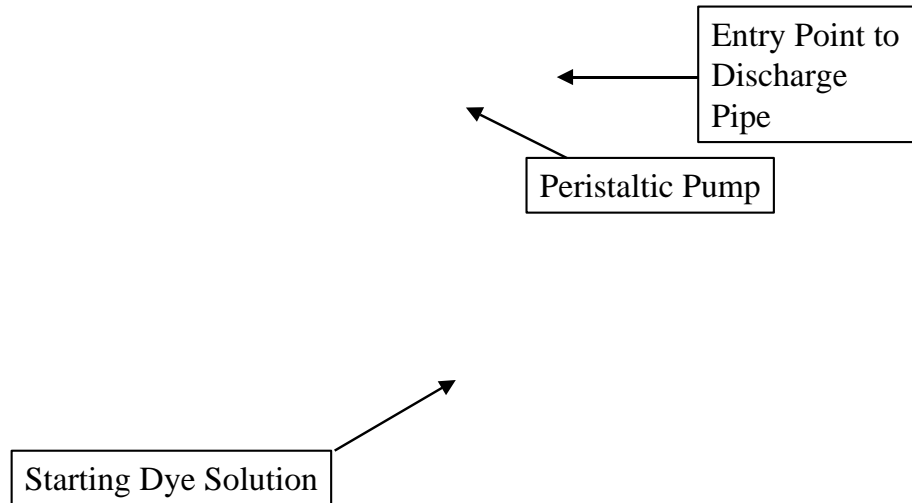 Entry Point to
Discharge
Pipe
Peristaltic Pump
Starting Dye Solution